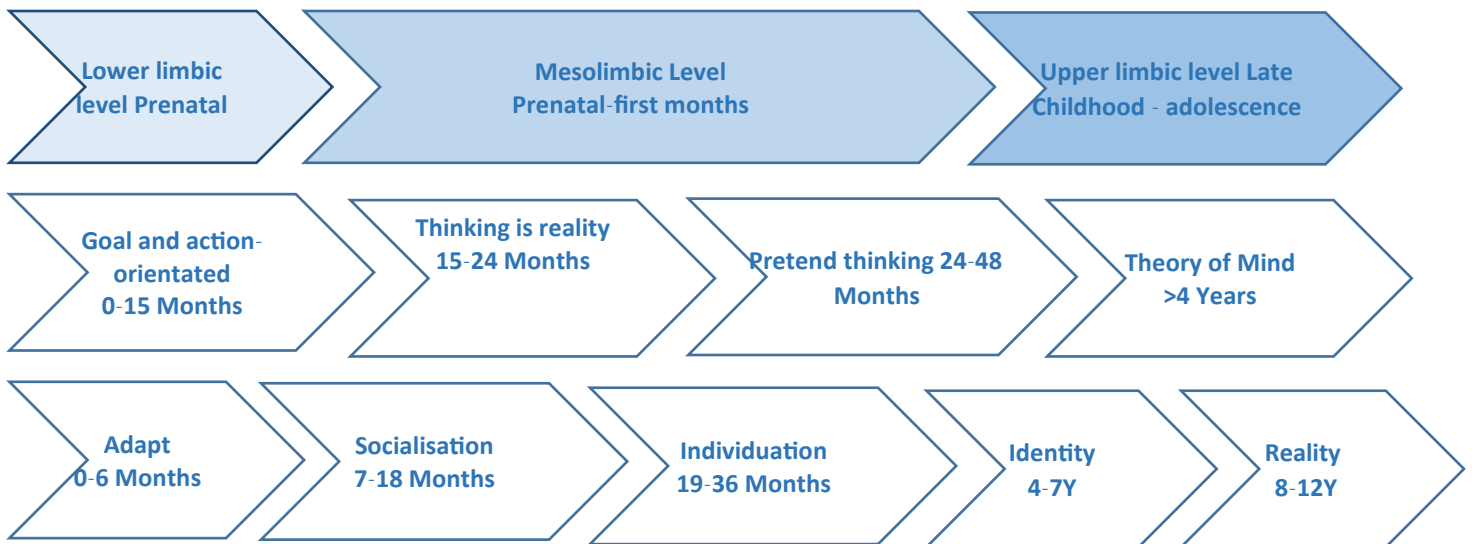 Lower limbic
level Prenatal
Mesolimbic Level
Prenatal-first months
Upper limbic level Late
Childhood - adolescence
Goal and action-
orientated
0-15 Months
Thinking is reality
15-24 Months
Pretend thinking 24-48
Months
Theory of Mind
>4 Years
Adapt
0-6 Months
Socialisation
7-18 Months
Individuation
19-36 Months
Identity
4-7Y
Reality
8-12Y